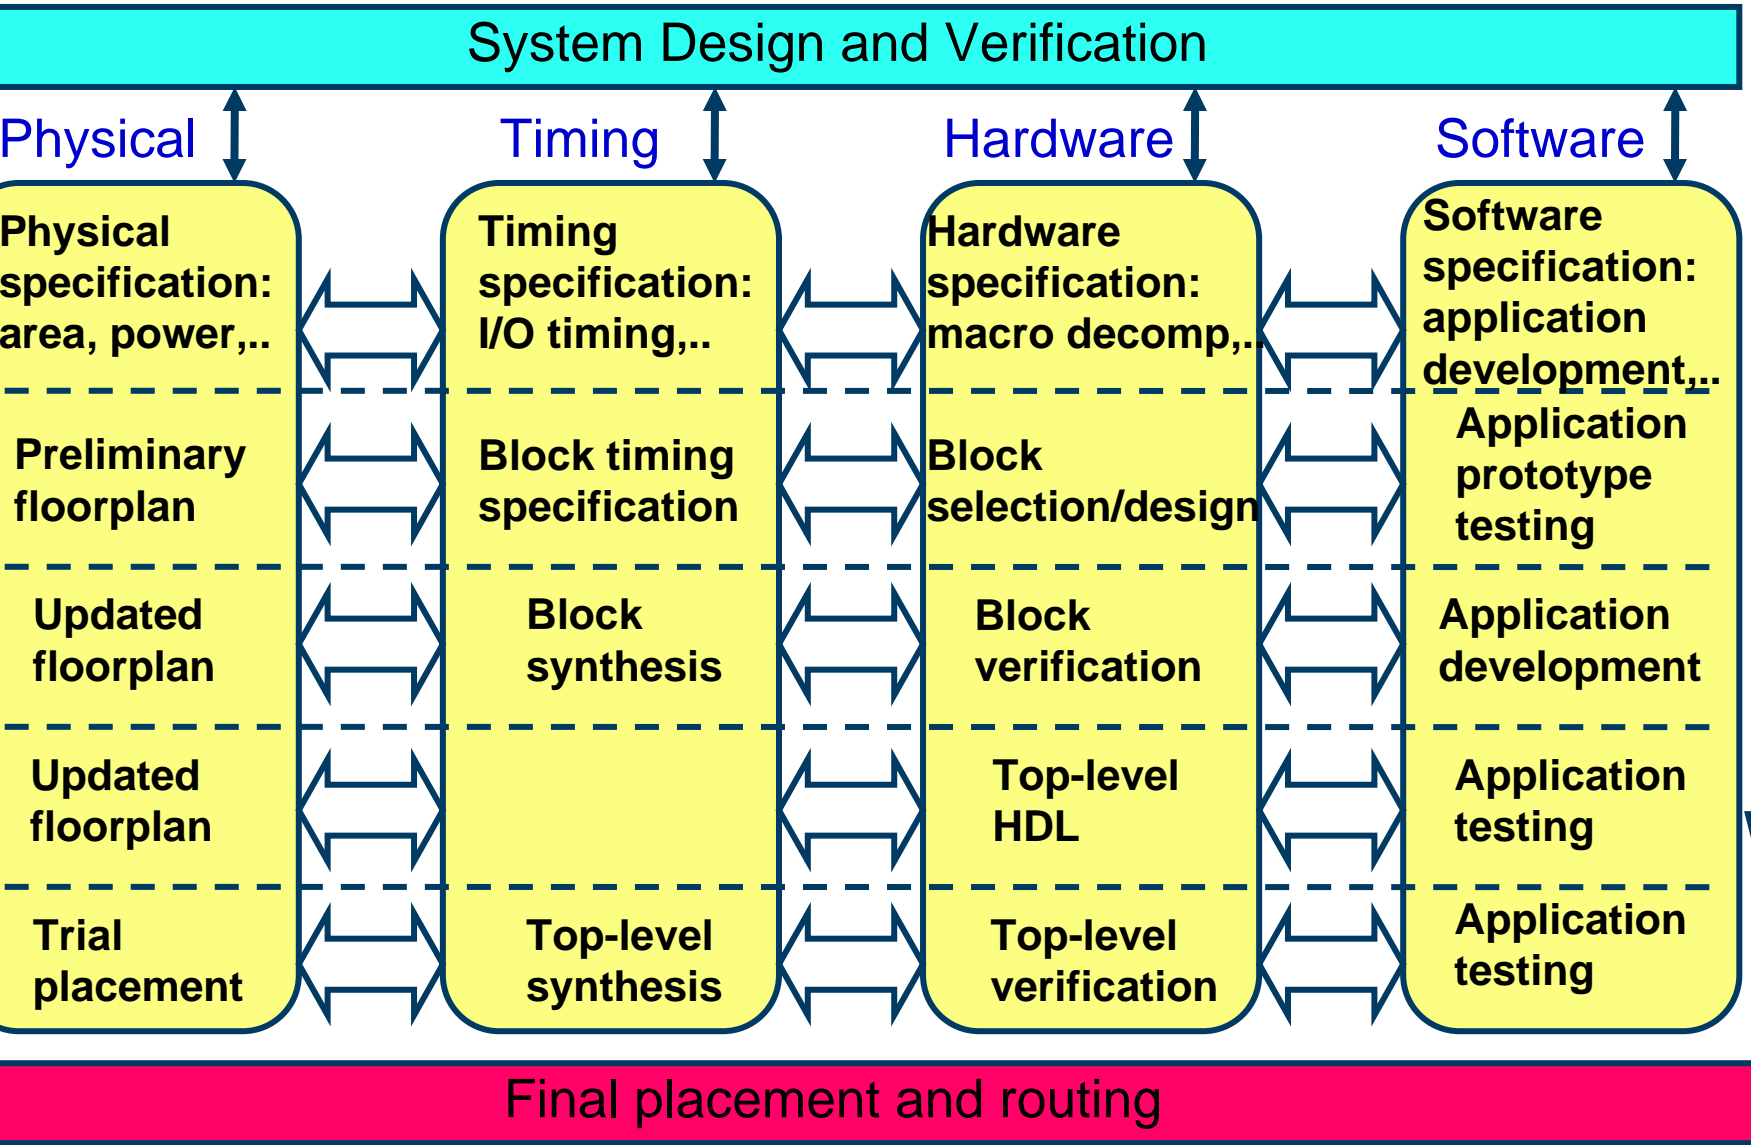 System Design and Verification
Physical
Timing
Hardware
Software
Physical
specification:
area, power,..
Timing
specification:
I/O timing,..
Hardware
specification:
macro decomp,..
Software
specification:
application
development,..
Preliminary
floorplan
Block timing
specification
Block
selection/design
Application
prototype
testing
Updated
floorplan
Block
synthesis
Block
verification
Application
development
Updated
floorplan
Top-level
HDL
Application
testing
Trial
placement
Top-level
synthesis
Top-level
verification
Application
testing
Final placement and routing